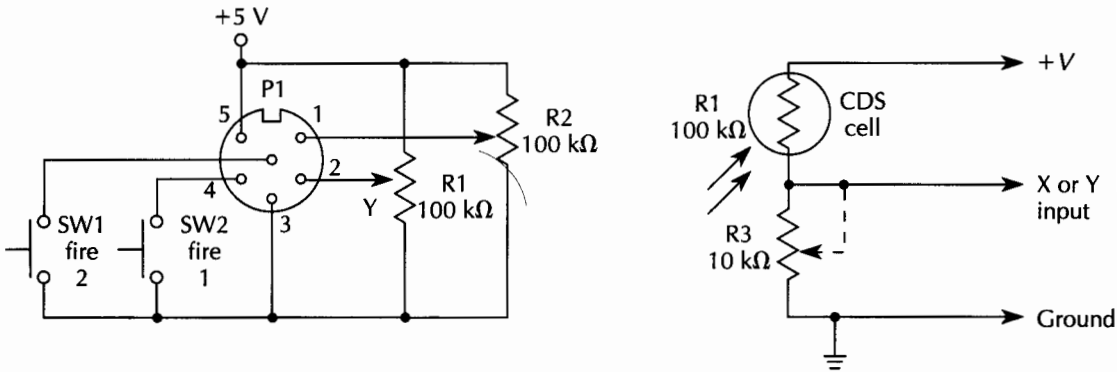 +5 V
P1
5
1
4
2
3
Y
R1
100 kΩ
R2
100 kΩ
SW1
fire
2
SW2
fire
1
R1
100 kΩ
CDS
cell
+V
X or Y
input
R3
10 kΩ
Ground